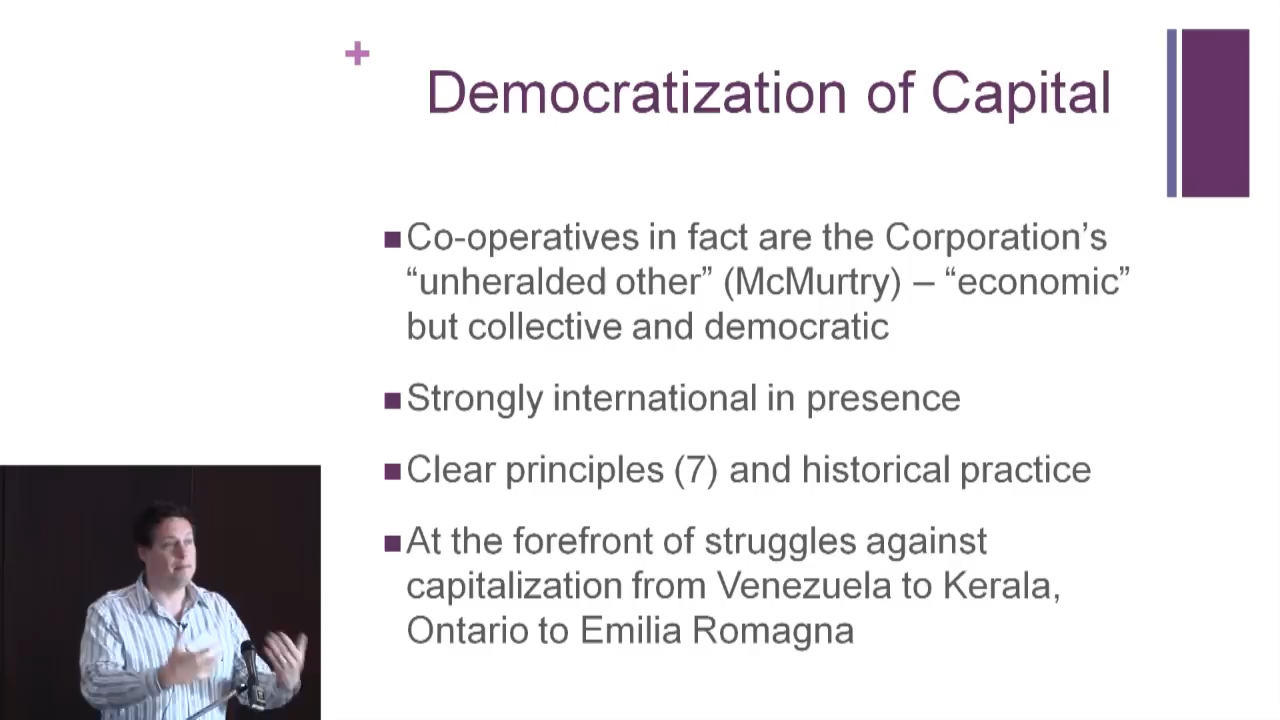 +
Democratization of Capital
■Co-operatives in fact are the Corporation’s
“unheralded other” (McMurtry) – “economic”
but collective and democratic
■Strongly international in presence
■Clear principles (7) and historical practice
■At the forefront of struggles against
capitalization from Venezuela to Kerala,
Ontario to Emilia Romagna